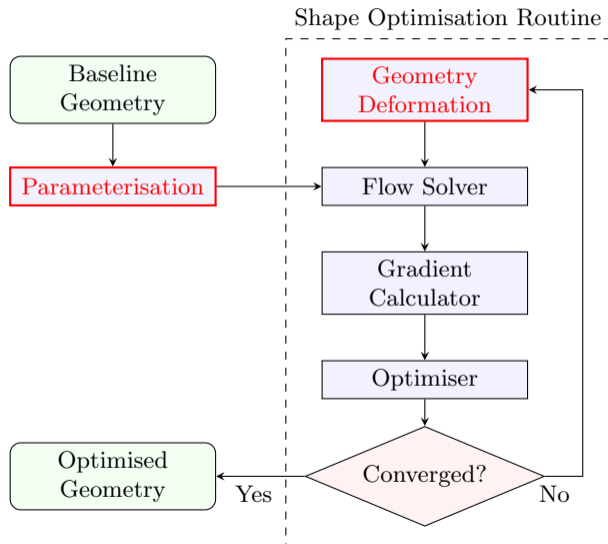 Shape Optimisation Routine
Baseline
Geometry
Geometry
Deformation
Parameterisation
Flow Solver
Gradient
Calculator
Optimiser
Optimised
Geometry
Converged?
Yes
No